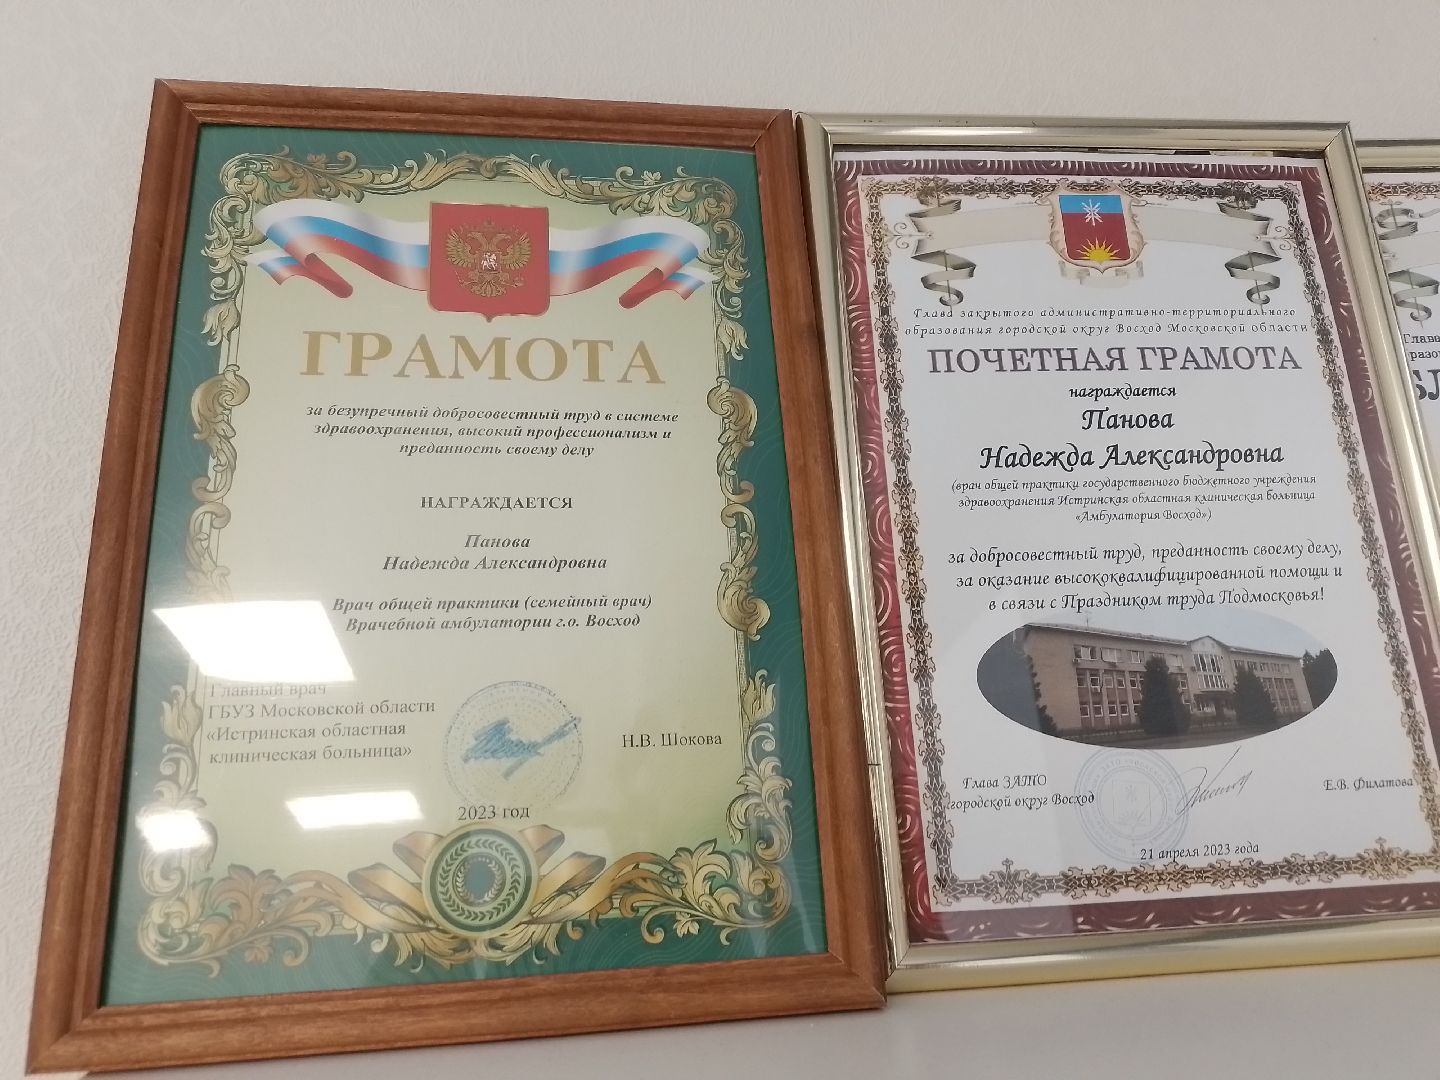 ГРАМОТА
за безупречный добросовестный труд в системе
здравоохранения, высокий профессионализм и
преданность своему делу
НАГРАЖДАЕТСЯ
Панова
Надежда Александровна
Врач общей практики (семейный врач)
Врачебной амбулатории г.о. Восход
Главный врач
ГБУЗ Московской области
«Истринская областная
клиническая больница»
Н.В. Шокова
2023 год
Глава закрытого административно-территориального
образования городской округ Восход Московской области
ПОЧЕТНАЯ ГРАМОТА
награждается
Панова
Надежда Александровна
(врач общей практики государственного бюджетного учреждения
здравоохранения Истринская областная клиническая больница
«Амбулатория Восход»)
за добросовестный труд, преданность своему делу,
за оказание высококвалифицированной помощи и
в связи с Праздником труда Подмосковья!
Глава ЗАТО
городской округ Восход
Е.В. Филатова
21 апреля 2023 года
Глава